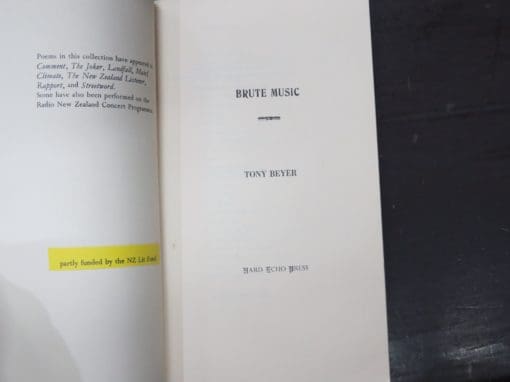 Poems in this collection have appeared in
Comment, The Joker, Landfall, Mate,
Climate, The New Zealand Listener,
Rapport, and Streetword.
Some have also been performed on the
Radio New Zealand Concert Programme.
partly funded by the NZ Lit Fund
BRUTE MUSIC
TONY BEYER
HARD ECHO PRESS